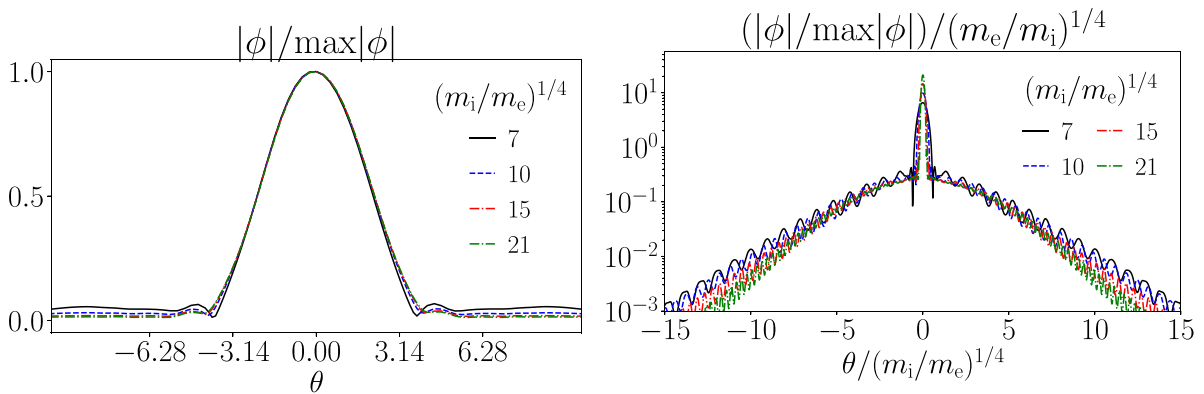 |ϕ|/max|ϕ|
1.0
0.5
0.0
(m_i/m_e)^{1/4}
7
10
15
21
−6.28 −3.14 0.00 3.14 6.28
θ
(|ϕ|/max|ϕ|)/(m_e/m_i)^{1/4}
10^1
10^0
10^{−1}
10^{−2}
10^{−3}
(m_i/m_e)^{1/4}
7 15
10 21
−15 −10 −5 0 5 10 15
θ/(m_i/m_e)^{1/4}